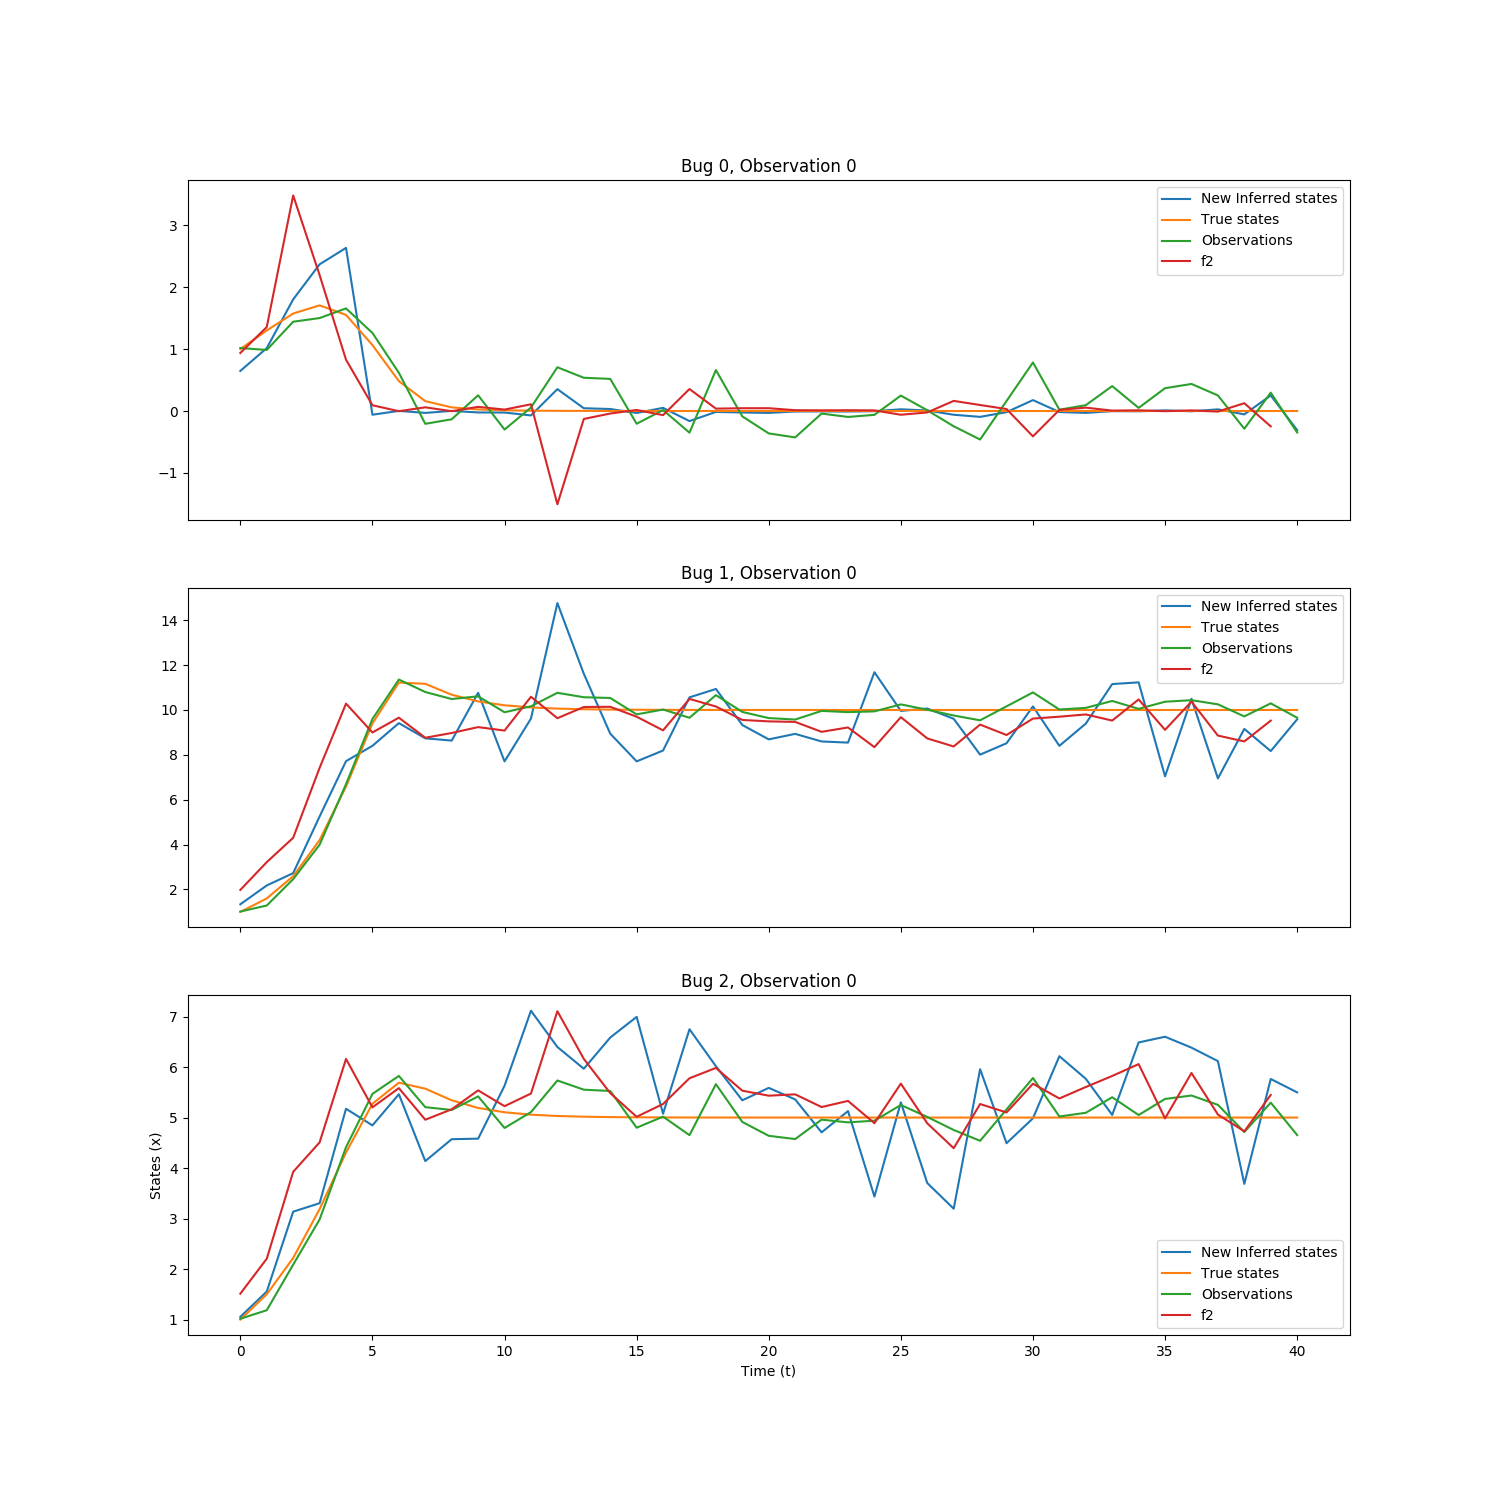 Bug 0, Observation 0
New Inferred states
True states
Observations
f2
3
2
1
0
−1
Bug 1, Observation 0
New Inferred states
True states
Observations
f2
14
12
10
8
6
4
2
Bug 2, Observation 0
7
6
5
4
3
2
1
States (x)
New Inferred states
True states
Observations
f2
0 5 10 15 20 25 30 35 40
Time (t)